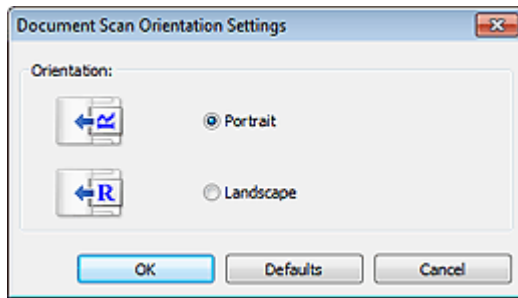 Document Scan Orientation Settings
Orientation:
R
Portrait
R
Landscape
OK
Defaults
Cancel